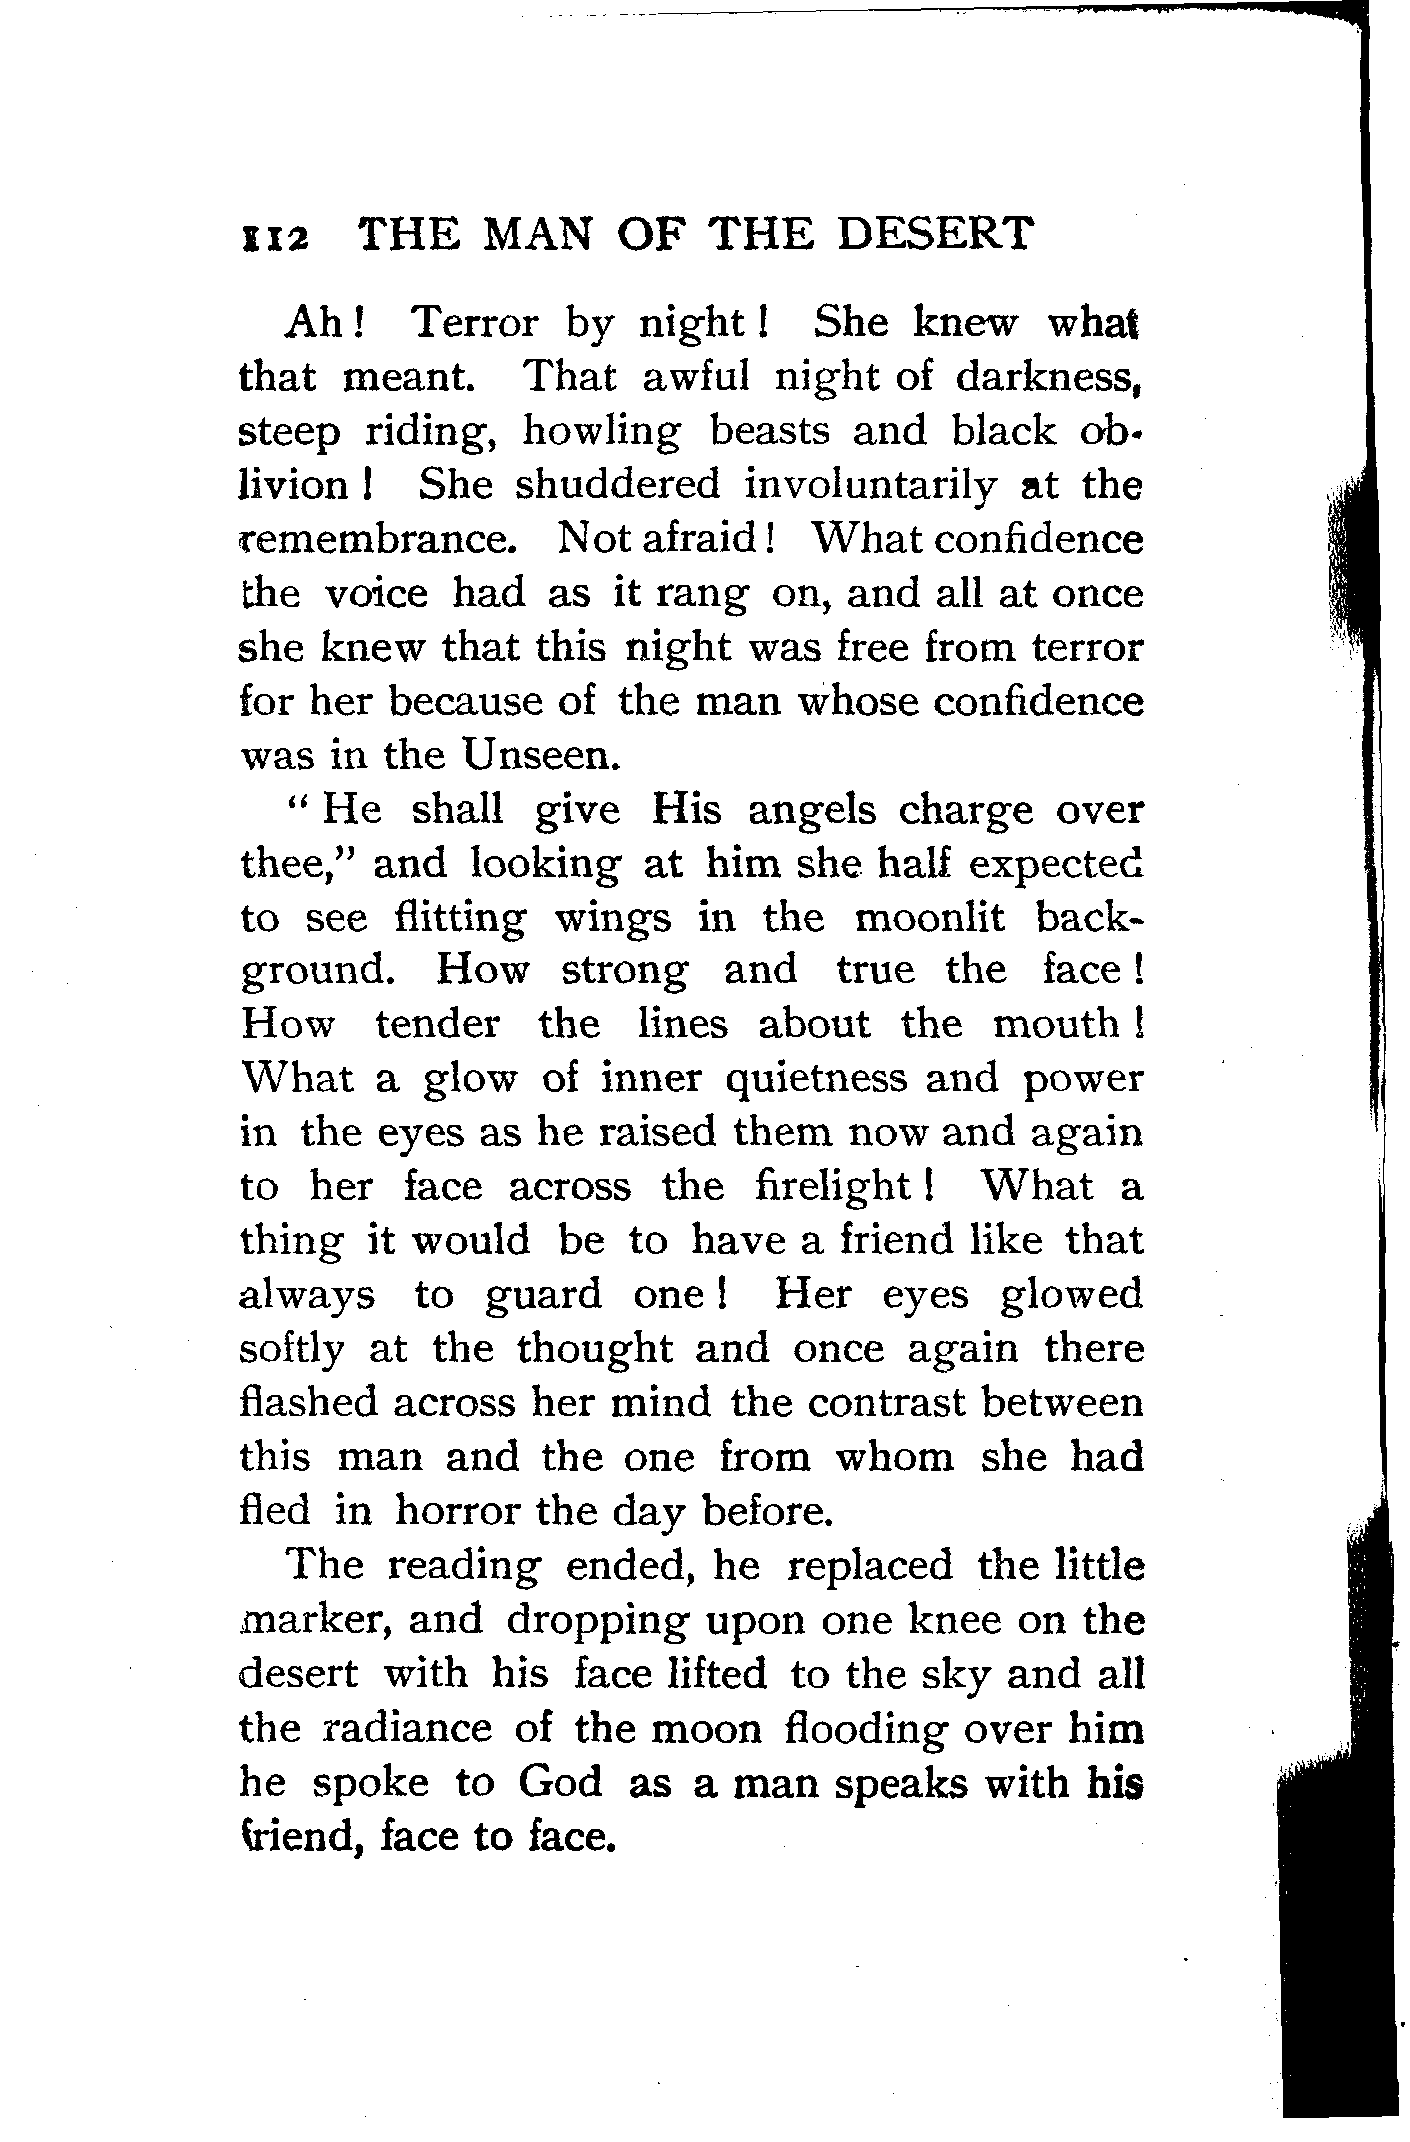 112 THE MAN OF THE DESERT
Ah! Terror by night! She knew what
that meant. That awful night of darkness,
steep riding, howling beasts and black ob-
livion! She shuddered involuntarily at the
remembrance. Not afraid! What confidence
the voice had as it rang on, and all at once
she knew that this night was free from terror
for her because of the man whose confidence
was in the Unseen.
"He shall give His angels charge over
thee," and looking at him she half expected
to see flitting wings in the moonlit back-
ground. How strong and true the face!
How tender the lines about the mouth!
What a glow of inner quietness and power
in the eyes as he raised them now and again
to her face across the firelight! What a
thing it would be to have a friend like that
always to guard one! Her eyes glowed
softly at the thought and once again there
flashed across her mind the contrast between
this man and the one from whom she had
fled in horror the day before.
The reading ended, he replaced the little
marker, and dropping upon one knee on the
desert with his face lifted to the sky and all
the radiance of the moon flooding over him
he spoke to God as a man speaks with his
friend, face to face.